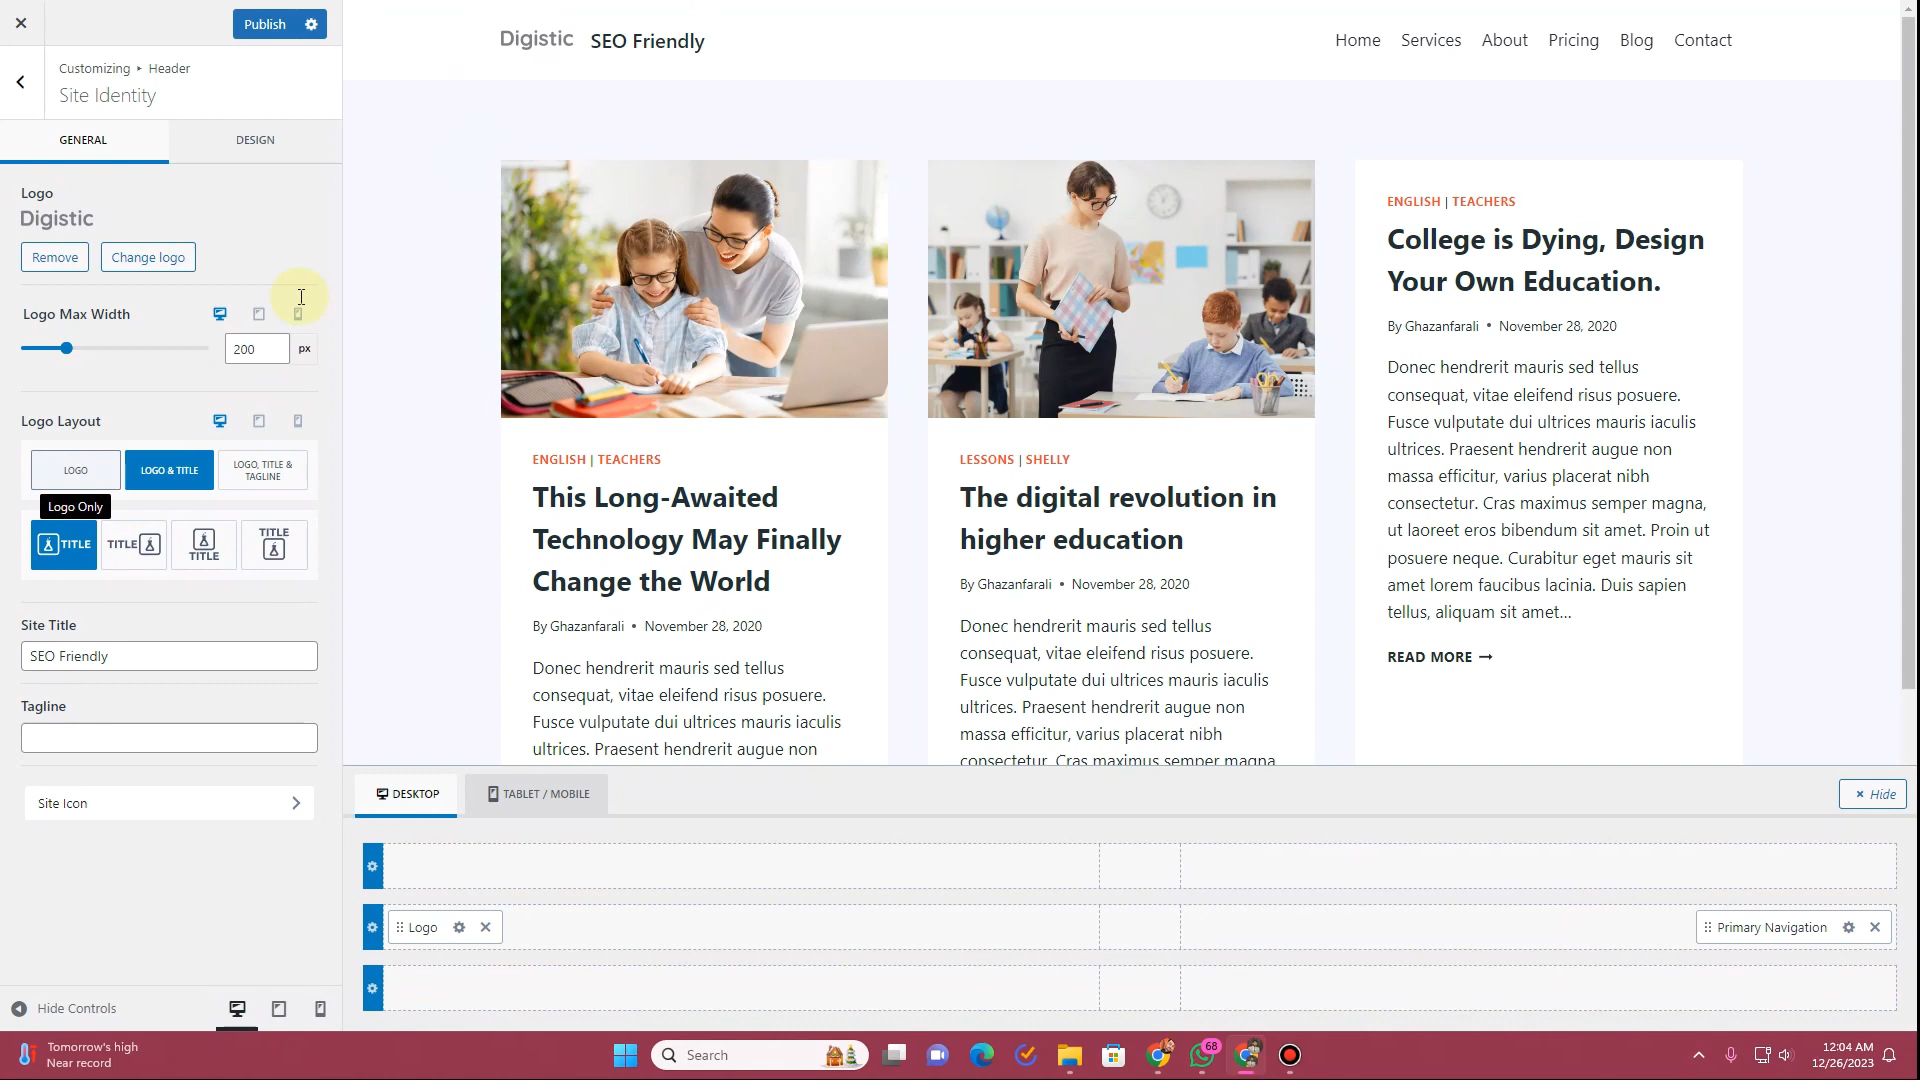 Publish
Customizing ▸ Header
Site Identity
GENERAL
DESIGN
Logo
Digistic
Remove
Change logo
Logo Max Width
200
px
Logo Layout
LOGO
LOGO & TITLE
LOGO, TITLE &
TAGLINE
Logo Only
TITLE
TITLE
TITLE
TITLE
Site Title
SEO Friendly
Tagline
Site Icon
Hide Controls
Digistic
SEO Friendly
Home
Services
About
Pricing
Blog
Contact
ENGLISH | TEACHERS
This Long-Awaited
Technology May Finally
Change the World
By Ghazanfarali • November 28, 2020
Donec hendrerit mauris sed tellus
consequat, vitae eleifend risus posuere.
Fusce vulputate dui ultrices mauris iaculis
ultrices. Praesent hendrerit augue non
LESSONS | SHELLY
The digital revolution in
higher education
By Ghazanfarali • November 28, 2020
Donec hendrerit mauris sed tellus
consequat, vitae eleifend risus posuere.
Fusce vulputate dui ultrices mauris iaculis
ultrices. Praesent hendrerit augue non
massa efficitur, varius placerat nibh
consectetur. Cras maximus semper magna
ENGLISH | TEACHERS
College is Dying, Design
Your Own Education.
By Ghazanfarali • November 28, 2020
Donec hendrerit mauris sed tellus
consequat, vitae eleifend risus posuere.
Fusce vulputate dui ultrices mauris iaculis
ultrices. Praesent hendrerit augue non
massa efficitur, varius placerat nibh
consectetur. Cras maximus semper magna,
ut laoreet eros bibendum sit amet. Proin ut
posuere neque. Curabitur eget mauris sit
amet lorem faucibus lacinia. Duis sapien
tellus, aliquam sit amet...
READ MORE →
DESKTOP
TABLET / MOBILE
× Hide
Logo
Primary Navigation
Tomorrow's high
Near record
Search
68
12:04 AM
12/26/2023